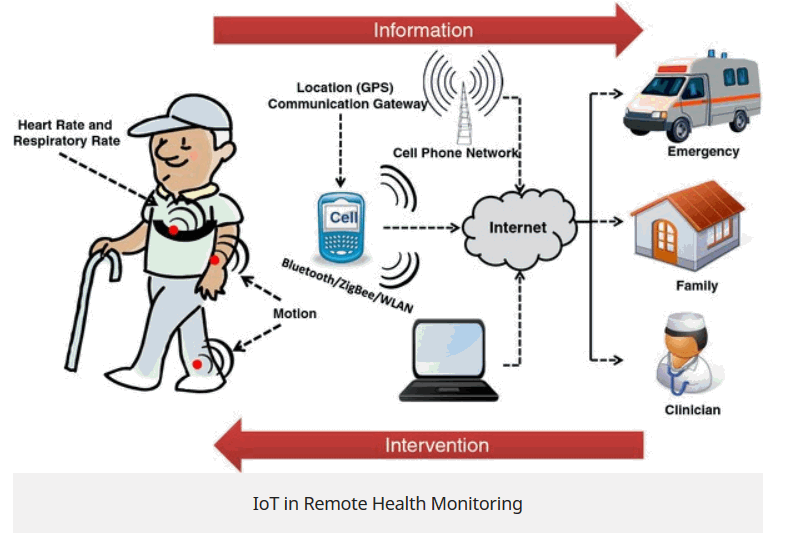 Information
Location (GPS)
Communication Gateway
Heart Rate and
Respiratory Rate
Cell Phone Network
Emergency
Cell
Internet
Bluetooth/ZigBee/WLAN
Family
Motion
Clinician
Intervention
IoT in Remote Health Monitoring